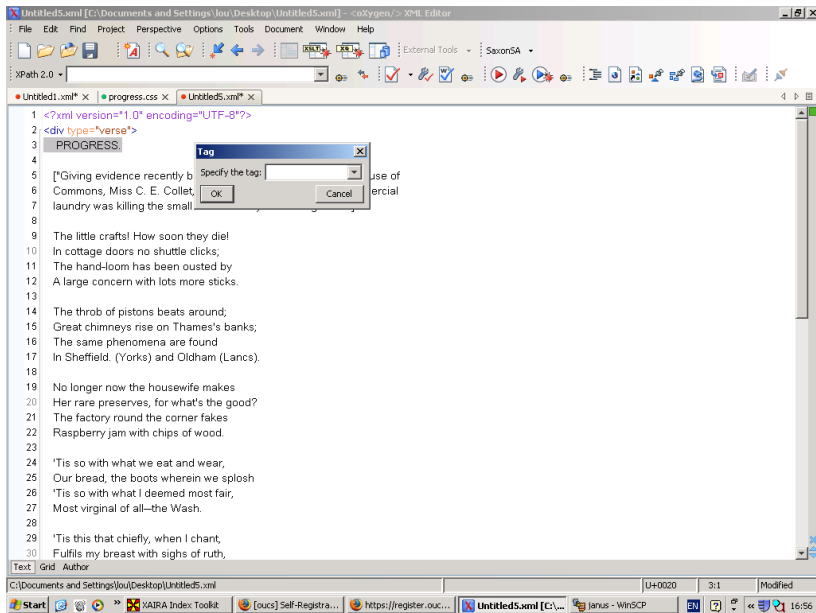 Untitled5.xml [C:\Documents and Settings\lou\Desktop\Untitled5.xml] - <oXygen/> XML Editor
File Edit Find Project Perspective Options Tools Document Window Help
External Tools SaxonSA
XPath 2.0
Untitled1.xml* progress.css Untitled5.xml*
1 <?xml version="1.0" encoding="UTF-8"?>
2 <div type="verse">
3 PROGRESS.
4
5 ["Giving evidence recently b use of
6 Commons, Miss C. E. Collet, ercial
7 laundry was killing the small
8
9 The little crafts! How soon they die!
10 In cottage doors no shuttle clicks;
11 The hand-loom has been ousted by
12 A large concern with lots more sticks.
13
14 The throb of pistons beats around;
15 Great chimneys rise on Thames's banks;
16 The same phenomena are found
17 In Sheffield. (Yorks) and Oldham (Lancs).
18
19 No longer now the housewife makes
20 Her rare preserves, for what's the good?
21 The factory round the corner fakes
22 Raspberry jam with chips of wood.
23
24 'Tis so with what we eat and wear,
25 Our bread, the boots wherein we splosh
26 'Tis so with what I deemed most fair,
27 Most virginal of all—the Wash.
28
29 'Tis this that chiefly, when I chant,
30 Fulfils my breast with sighs of ruth,
Tag
Specify the tag:
OK Cancel
Text Grid Author
C:\Documents and Settings\lou\Desktop\Untitled5.xml U+0020 3:1 Modified
Start XAIRA Index Toolkit [oucs] Self-Registra... https://register.ouc... Untitled5.xml [C:\... janus - WinSCP EN 16:56